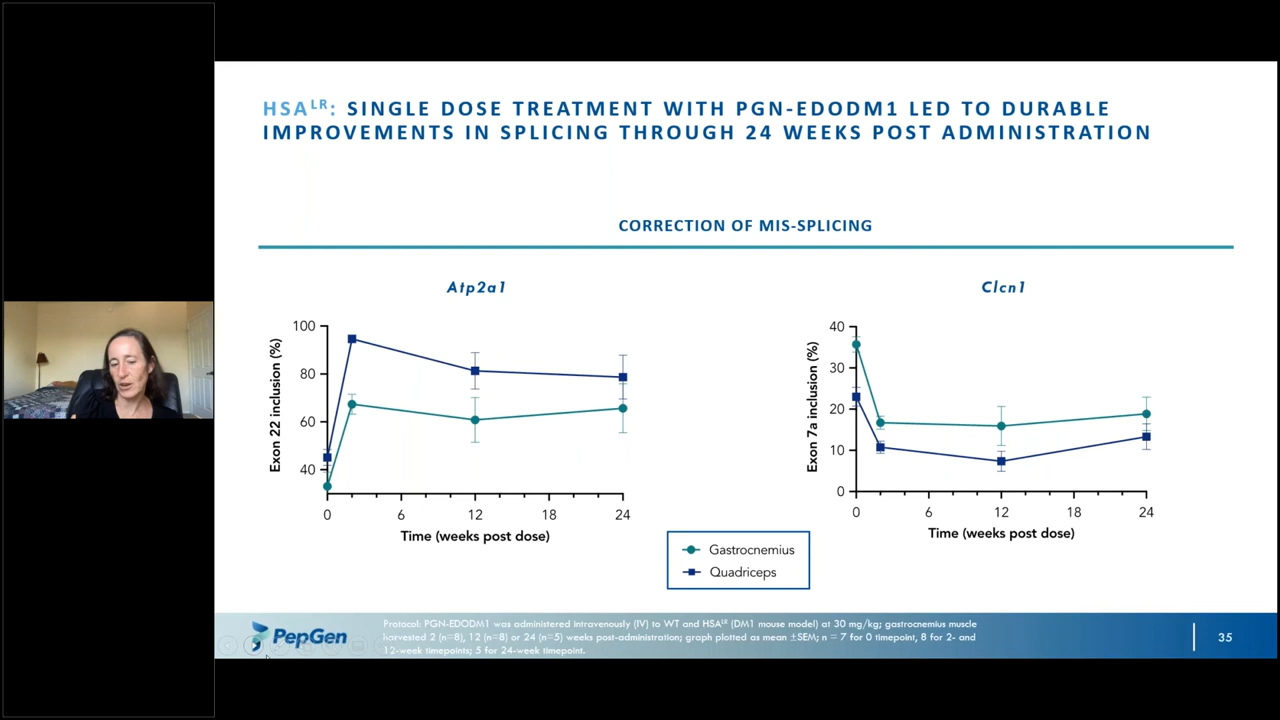 HSALR: SINGLE DOSE TREATMENT WITH PGN-EDODM1 LED TO DURABLE
IMPROVEMENTS IN SPLICING THROUGH 24 WEEKS POST ADMINISTRATION
CORRECTION OF MIS-SPLICING
Atp2a1
Exon 22 inclusion (%)
100
80
60
40
0 6 12 18 24
Time (weeks post dose)
Clcn1
Exon 7a inclusion (%)
40
30
20
10
0
0 6 12 18 24
Time (weeks post dose)
Gastrocnemius
Quadriceps
PepGen
Protocol: PGN-EDODM1 was administered intravenously (IV) to WT and HSALR (DM1 mouse model) at 30 mg/kg; gastrocnemius muscle
harvested 2 (n=8), 12 (n=8) or 24 (n=5) weeks post-administration; graph plotted as mean ±SEM; n = 7 for 0 timepoint, 8 for 2- and
12-week timepoints; 5 for 24-week timepoint.
35